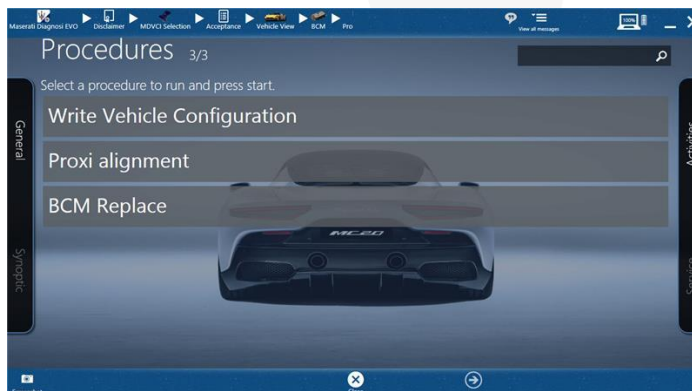 Maserati Diagnosi EVO
Disclaimer
MDVCI Selection
Acceptance
Vehicle View
BCM
Pro
View all messages
100%
Procedures 3/3
Select a procedure to run and press start.
General
Synoptic
Write Vehicle Configuration
Proxi alignment
BCM Replace
MC20
Activities